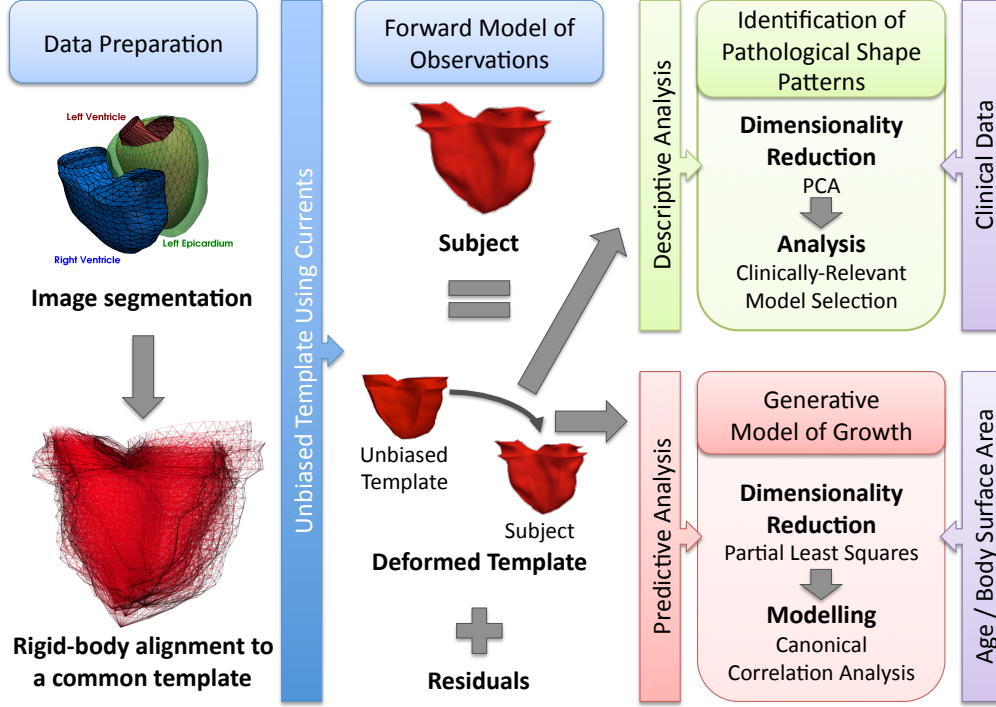 Data Preparation
Left Ventricle
Left Epicardium
Right Ventricle
Image segmentation
Rigid-body alignment to
a common template
Unbiased Template Using Currents
Forward Model of
Observations
Subject
Unbiased
Template
Subject
Deformed Template
Residuals
Descriptive Analysis
Identification of
Pathological Shape
Patterns
Dimensionality
Reduction
PCA
Analysis
Clinically-Relevant
Model Selection
Clinical Data
Predictive Analysis
Generative
Model of Growth
Dimensionality
Reduction
Partial Least Squares
Modelling
Canonical
Correlation Analysis
Age / Body Surface Area